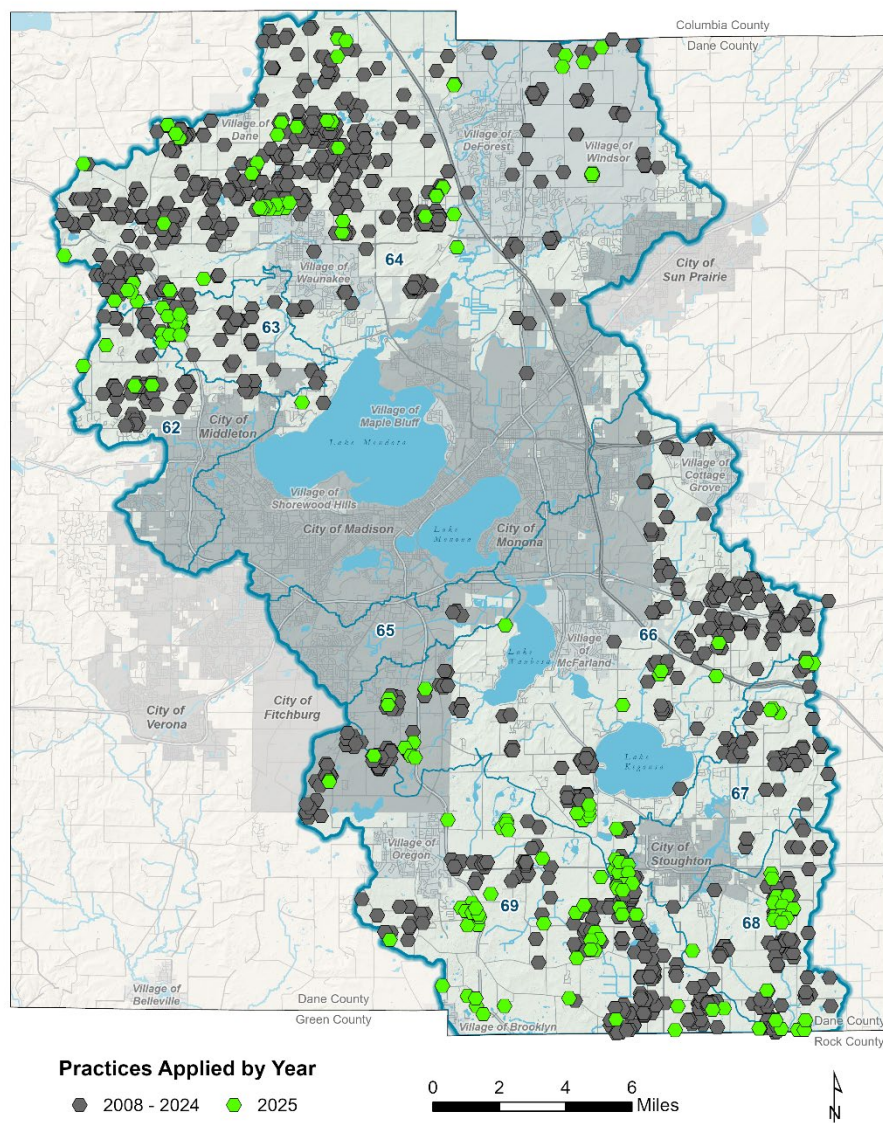 Columbia County
Dane County
Village of
Dane
Village of
DeForest
Village of
Windsor
City of
Sun Prairie
64
Village of
Waunakee
63
Village of
Maple Bluff
City of
Middleton
62
Lake Mendota
Village of
Cottage
Grove
Village of
Shorewood Hills
City of Madison
Lake
Monona
City of
Monona
65
66
Lake
Waubesa
Village
of
McFarland
City of
Verona
City of
Fitchburg
Lake
Kegonsa
67
Village of
Oregon
City of
Stoughton
69
68
Village of
Belleville
Dane County
Green County
Village of Brooklyn
Dane County
Rock County
Practices Applied by Year
2008 - 2024
2025
0 2 4 6
Miles
N